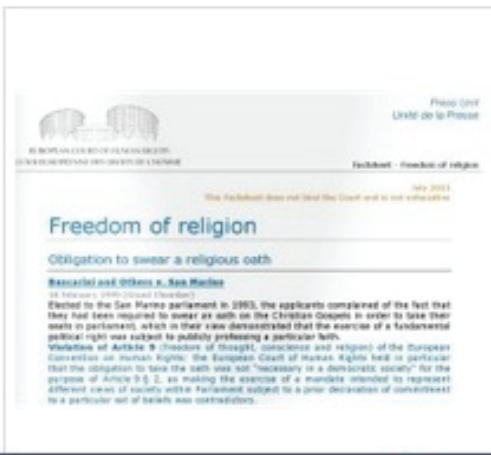 Press Unit
Unité de la Presse
EUROPEAN COURT OF HUMAN RIGHTS
COUR EUROPÉENNE DES DROITS DE L'HOMME
Factsheet - Freedom of religion
July 2013
This Factsheet does not bind the Court and is not exhaustive
Freedom of religion
Obligation to swear a religious oath
Buscarini and Others v. San Marino
18 February 1999 (Grand Chamber)
Elected to the San Marino parliament in 1993, the applicants complained of the fact that
they had been required to swear an oath on the Christian Gospels in order to take their
seats in parliament, which in their view demonstrated that the exercise of a fundamental
political right was subject to publicly professing a particular faith.
Violation of Article 9 (freedom of thought, conscience and religion) of the European
Convention on Human Rights: the European Court of Human Rights held in particular
that the obligation to take the oath was not "necessary in a democratic society" for the
purpose of Article 9 § 2, as making the exercise of a mandate intended to represent
different views of society within Parliament subject to a prior declaration of commitment
to a particular set of beliefs was contradictory.